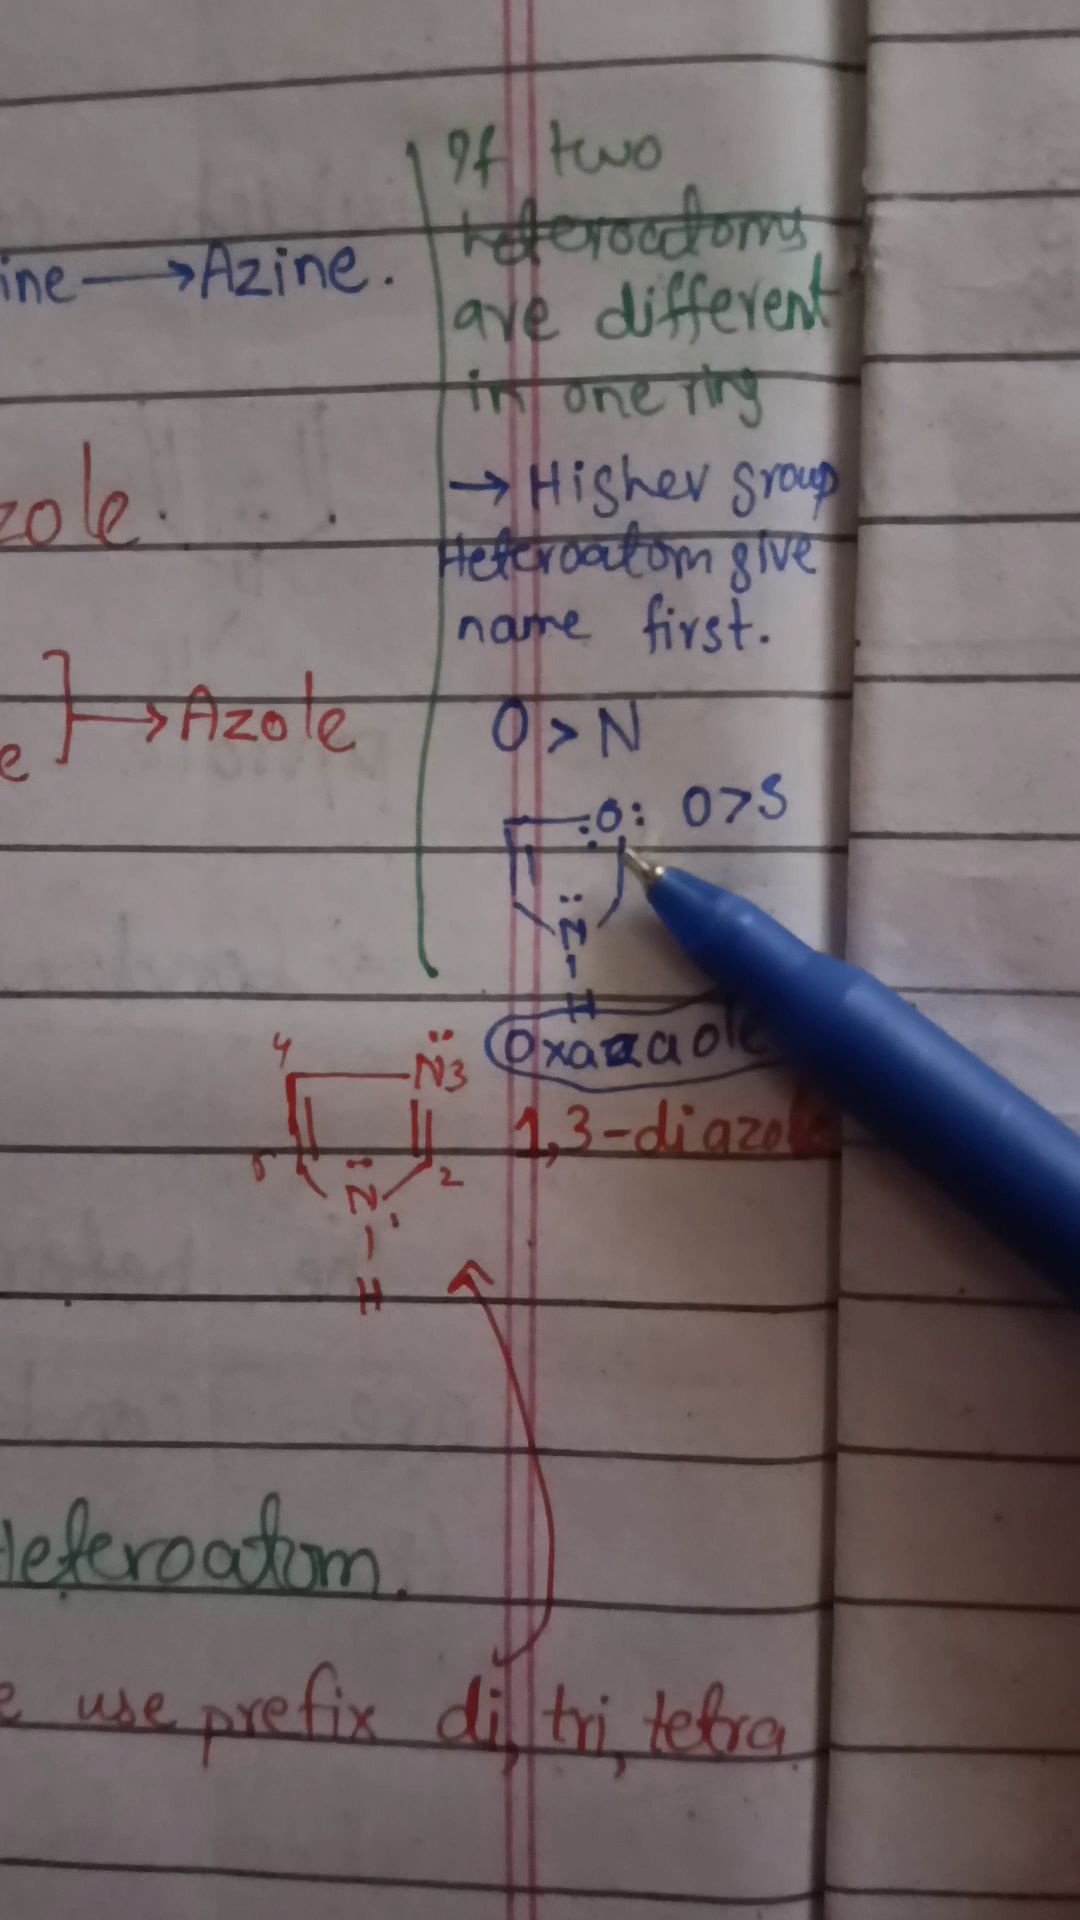 If two
heteroatoms
are different
in one ring
ine → Azine.
→ Higher group
Heteroatom give
name first.
zole.
O > N
e ] → Azole
:O: O>S
N
H
4
N3
5
N
1
2
H
1,3-diazole
Heteroatom.
e use prefix di, tri, tetra